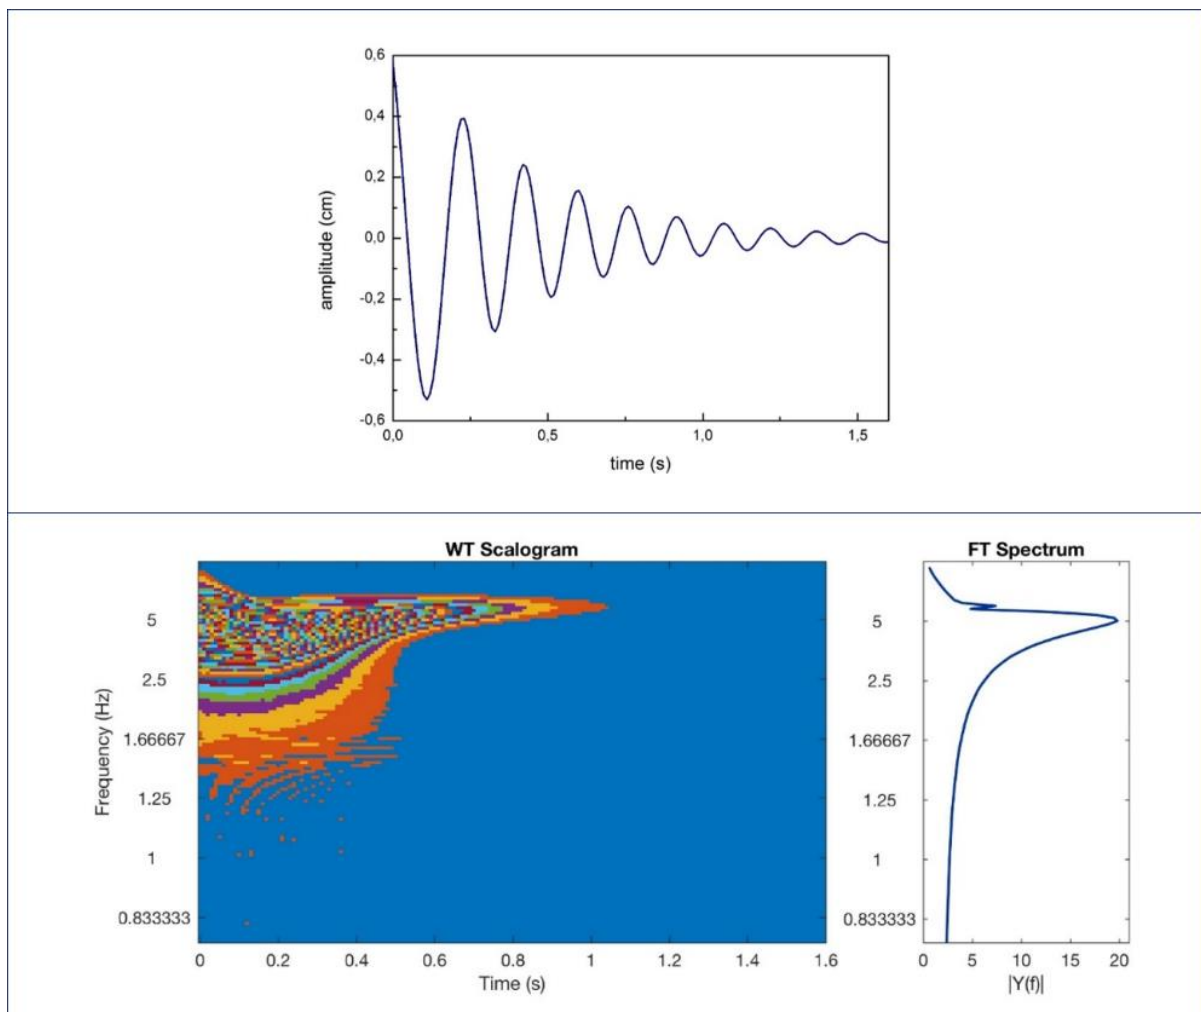 0,6
0,4
0,2
0,0
-0,2
-0,4
-0,6
amplitude (cm)
0,0 0,5 1,0 1,5
time (s)
WT Scalogram
5
2.5
1.66667
1.25
1
0.833333
Frequency (Hz)
0 0.2 0.4 0.6 0.8 1 1.2 1.4 1.6
Time (s)
FT Spectrum
5
2.5
1.66667
1.25
1
0.833333
0 5 10 15 20
|Y(f)|